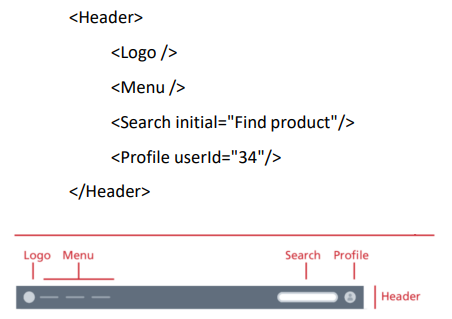 <Header>
<Logo />
<Menu />
<Search initial="Find product"/>
<Profile userId="34"/>
</Header>
Logo Menu Search Profile
Header